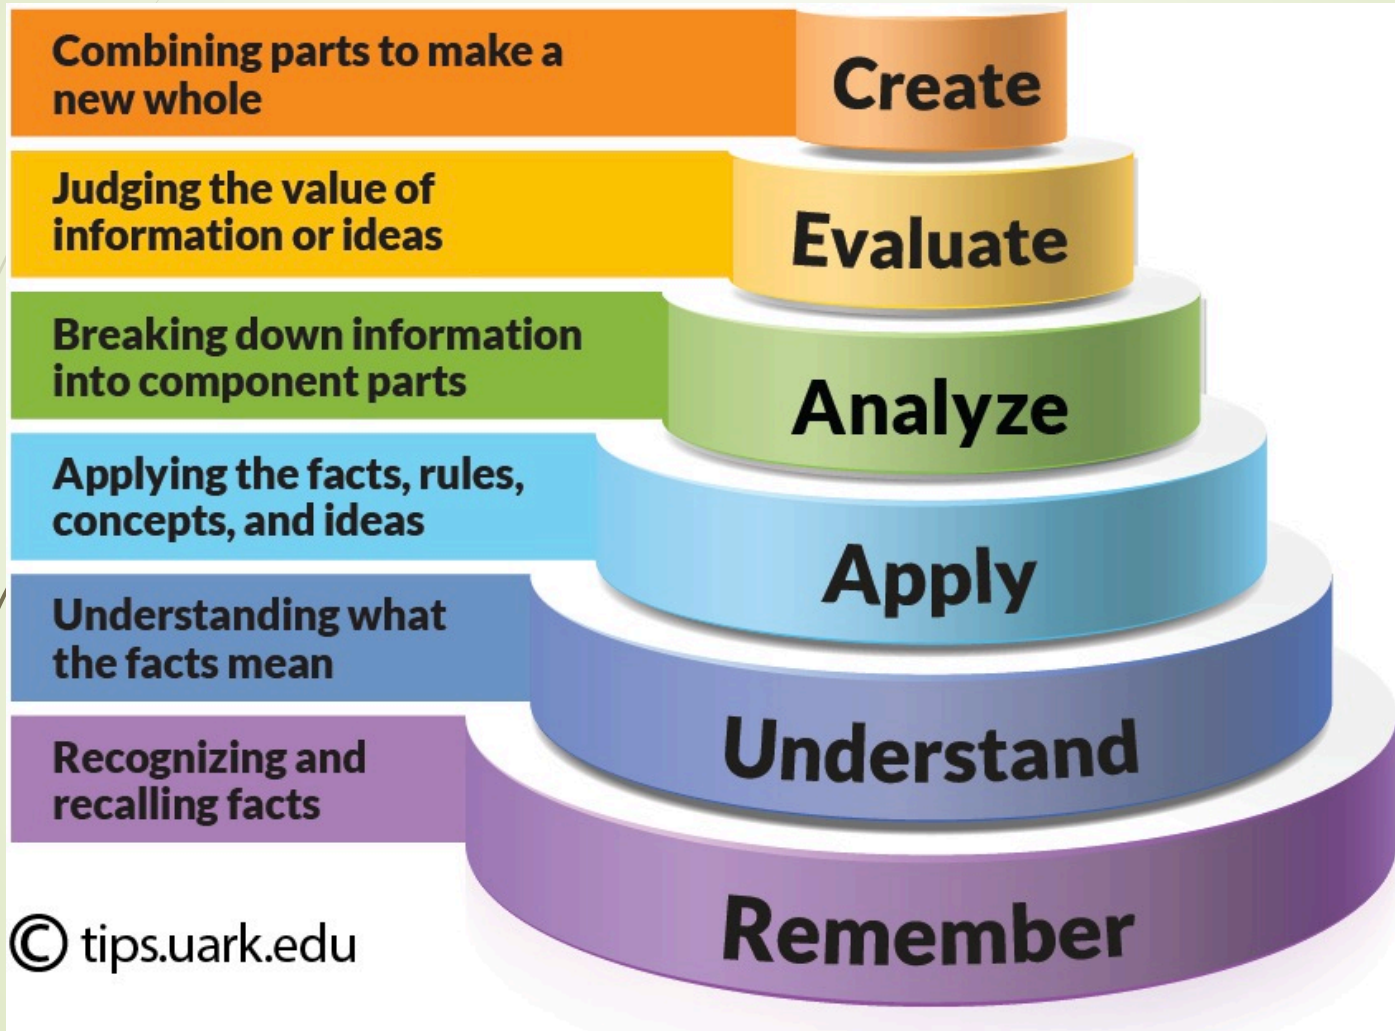 Combining parts to make a
new whole
Create
Judging the value of
information or ideas
Evaluate
Breaking down information
into component parts
Analyze
Applying the facts, rules,
concepts, and ideas
Apply
Understanding what
the facts mean
Understand
Recognizing and
recalling facts
Remember
© tips.uark.edu